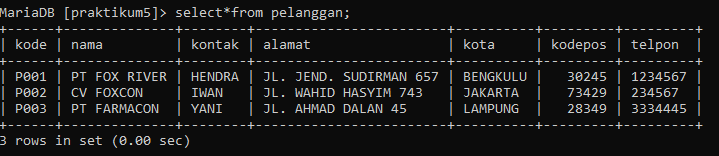 MariaDB [praktikum5]> select*from pelanggan;
+------+--------------+---------+------------------------+----------+---------+---------+
| kode | nama         | kontak  | alamat                 | kota     | kodepos | telpon  |
+------+--------------+---------+------------------------+----------+---------+---------+
| P001 | PT FOX RIVER | HENDRA  | JL. JEND. SUDIRMAN 657 | BENGKULU |   30245 | 1234567 |
| P002 | CV FOXCON    | IWAN    | JL. WAHID HASYIM 743   | JAKARTA  |   73429 | 234567  |
| P003 | PT FARMACON  | YANI    | JL. AHMAD DALAN 45     | LAMPUNG  |   28349 | 3334445 |
+------+--------------+---------+------------------------+----------+---------+---------+
3 rows in set (0.00 sec)